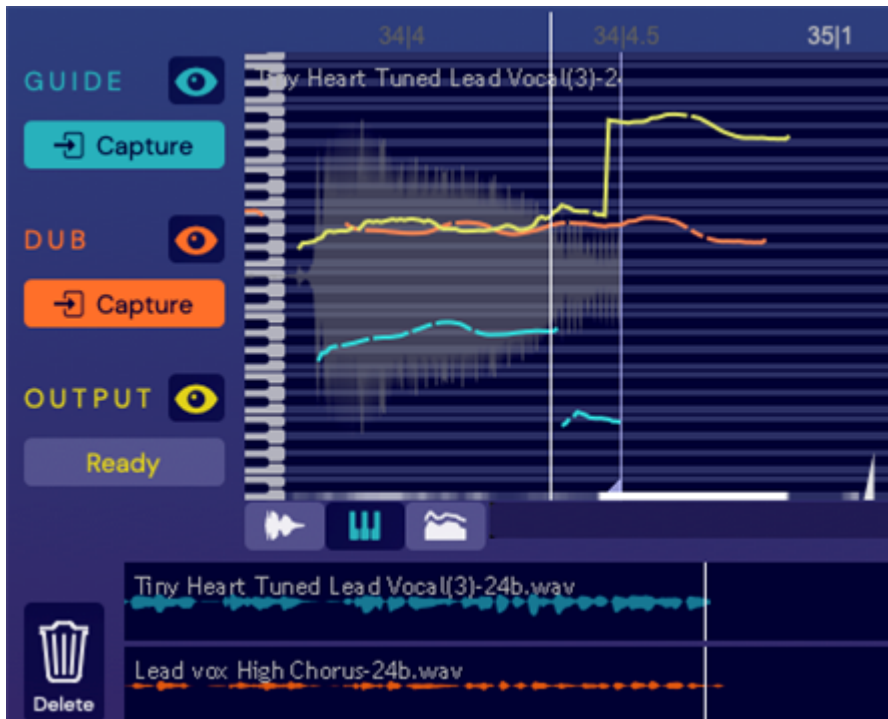 34|4
34|4.5
35|1
GUIDE
Tiny Heart Tuned Lead Vocal(3)-24
Capture
DUB
Capture
OUTPUT
Ready
Tiny Heart Tuned Lead Vocal(3)-24b.wav
Lead vox High Chorus-24b.wav
Delete